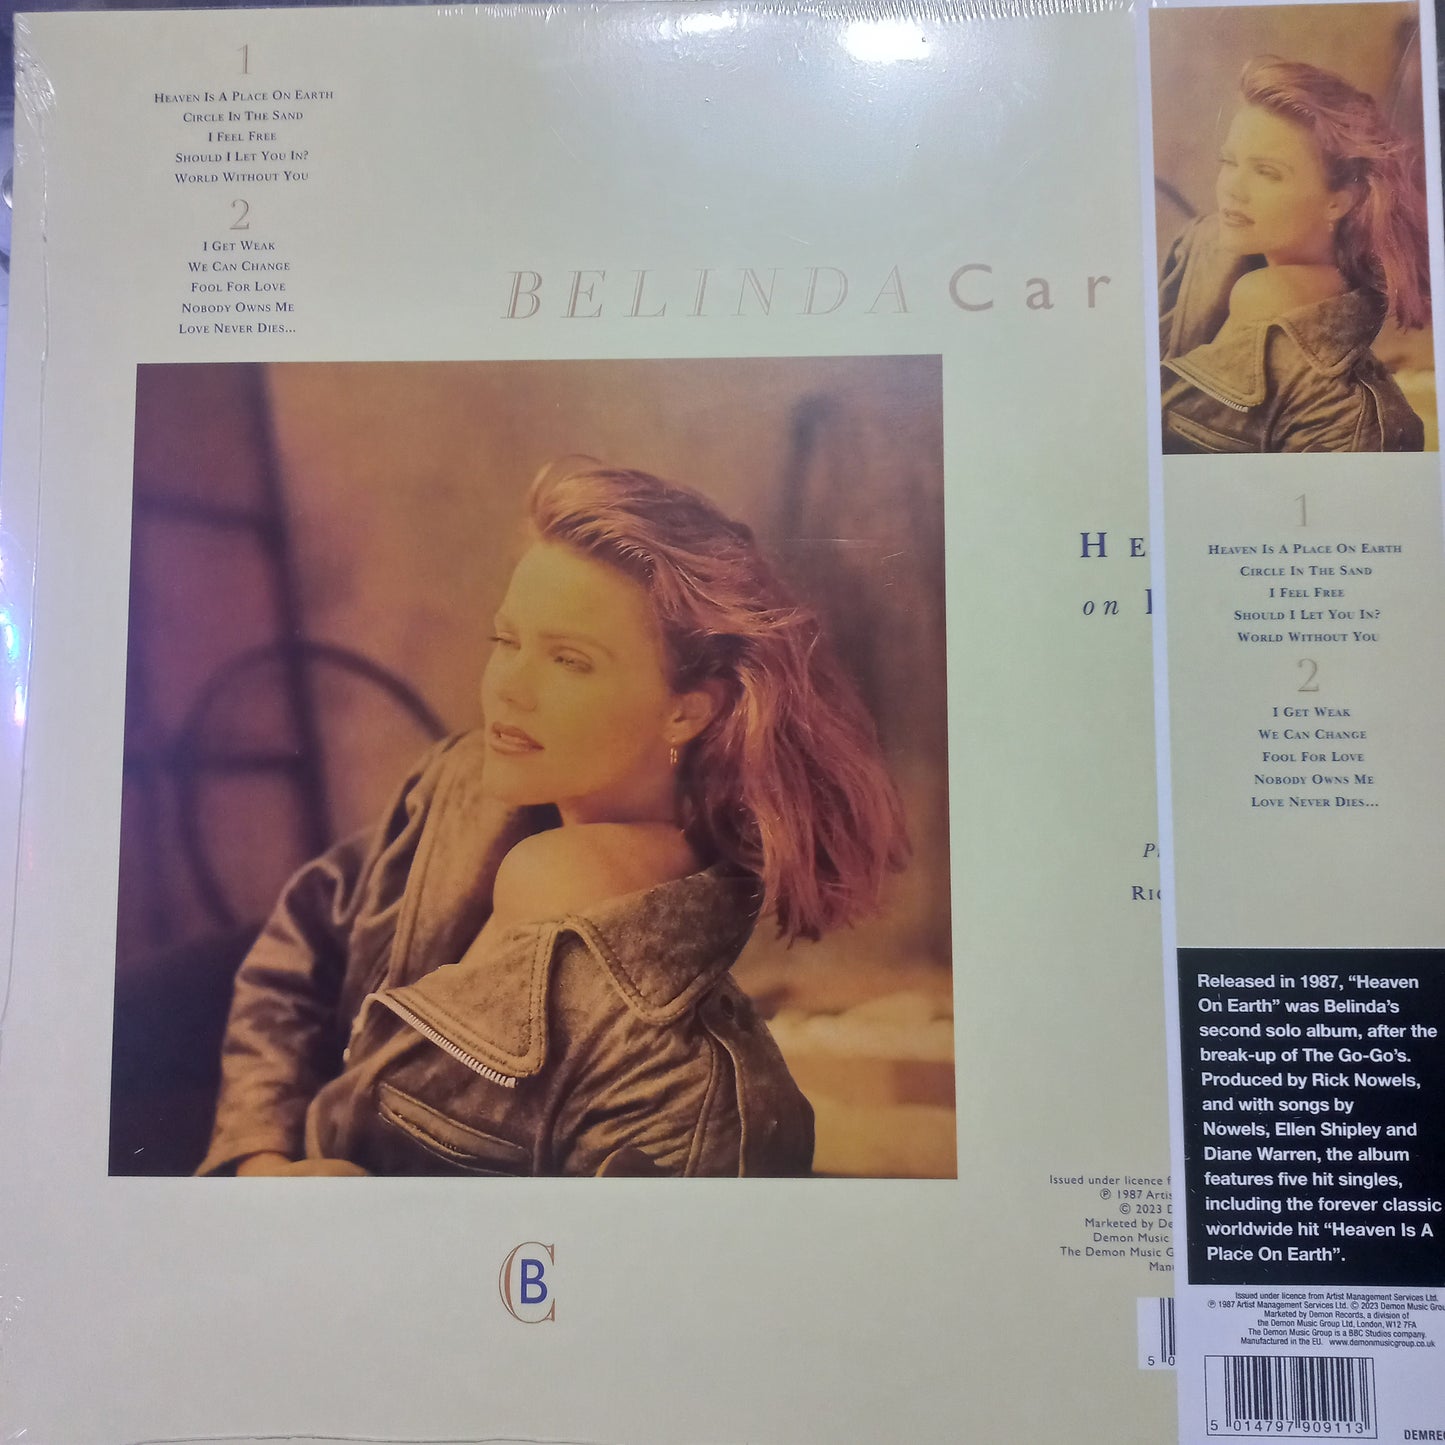 1
HEAVEN IS A PLACE ON EARTH
CIRCLE IN THE SAND
I FEEL FREE
SHOULD I LET YOU IN?
WORLD WITHOUT YOU
2
I GET WEAK
WE CAN CHANGE
FOOL FOR LOVE
NOBODY OWNS ME
LOVE NEVER DIES...
BELINDA Car
HE
on
RIC
Issued under licence f
℗ 1987 Artis
© 2023 D
Marketed by De
Demon Music
The Demon Music G
Man
CB
5 0
1
HEAVEN IS A PLACE ON EARTH
CIRCLE IN THE SAND
I FEEL FREE
SHOULD I LET YOU IN?
WORLD WITHOUT YOU
2
I GET WEAK
WE CAN CHANGE
FOOL FOR LOVE
NOBODY OWNS ME
LOVE NEVER DIES...
Released in 1987, “Heaven
On Earth” was Belinda’s
second solo album, after the
break-up of The Go-Go’s.
Produced by Rick Nowels,
and with songs by
Nowels, Ellen Shipley and
Diane Warren, the album
features five hit singles,
including the forever classic
worldwide hit “Heaven Is A
Place On Earth”.
Issued under licence from Artist Management Services Ltd.
℗ 1987 Artist Management Services Ltd. © 2023 Demon Music Grou
Marketed by Demon Records, a division of
the Demon Music Group Ltd, London, W12 7FA
The Demon Music Group is a BBC Studios company.
Manufactured in the EU. www.demonmusicgroup.co.uk
5 014797 909113
DEMREC